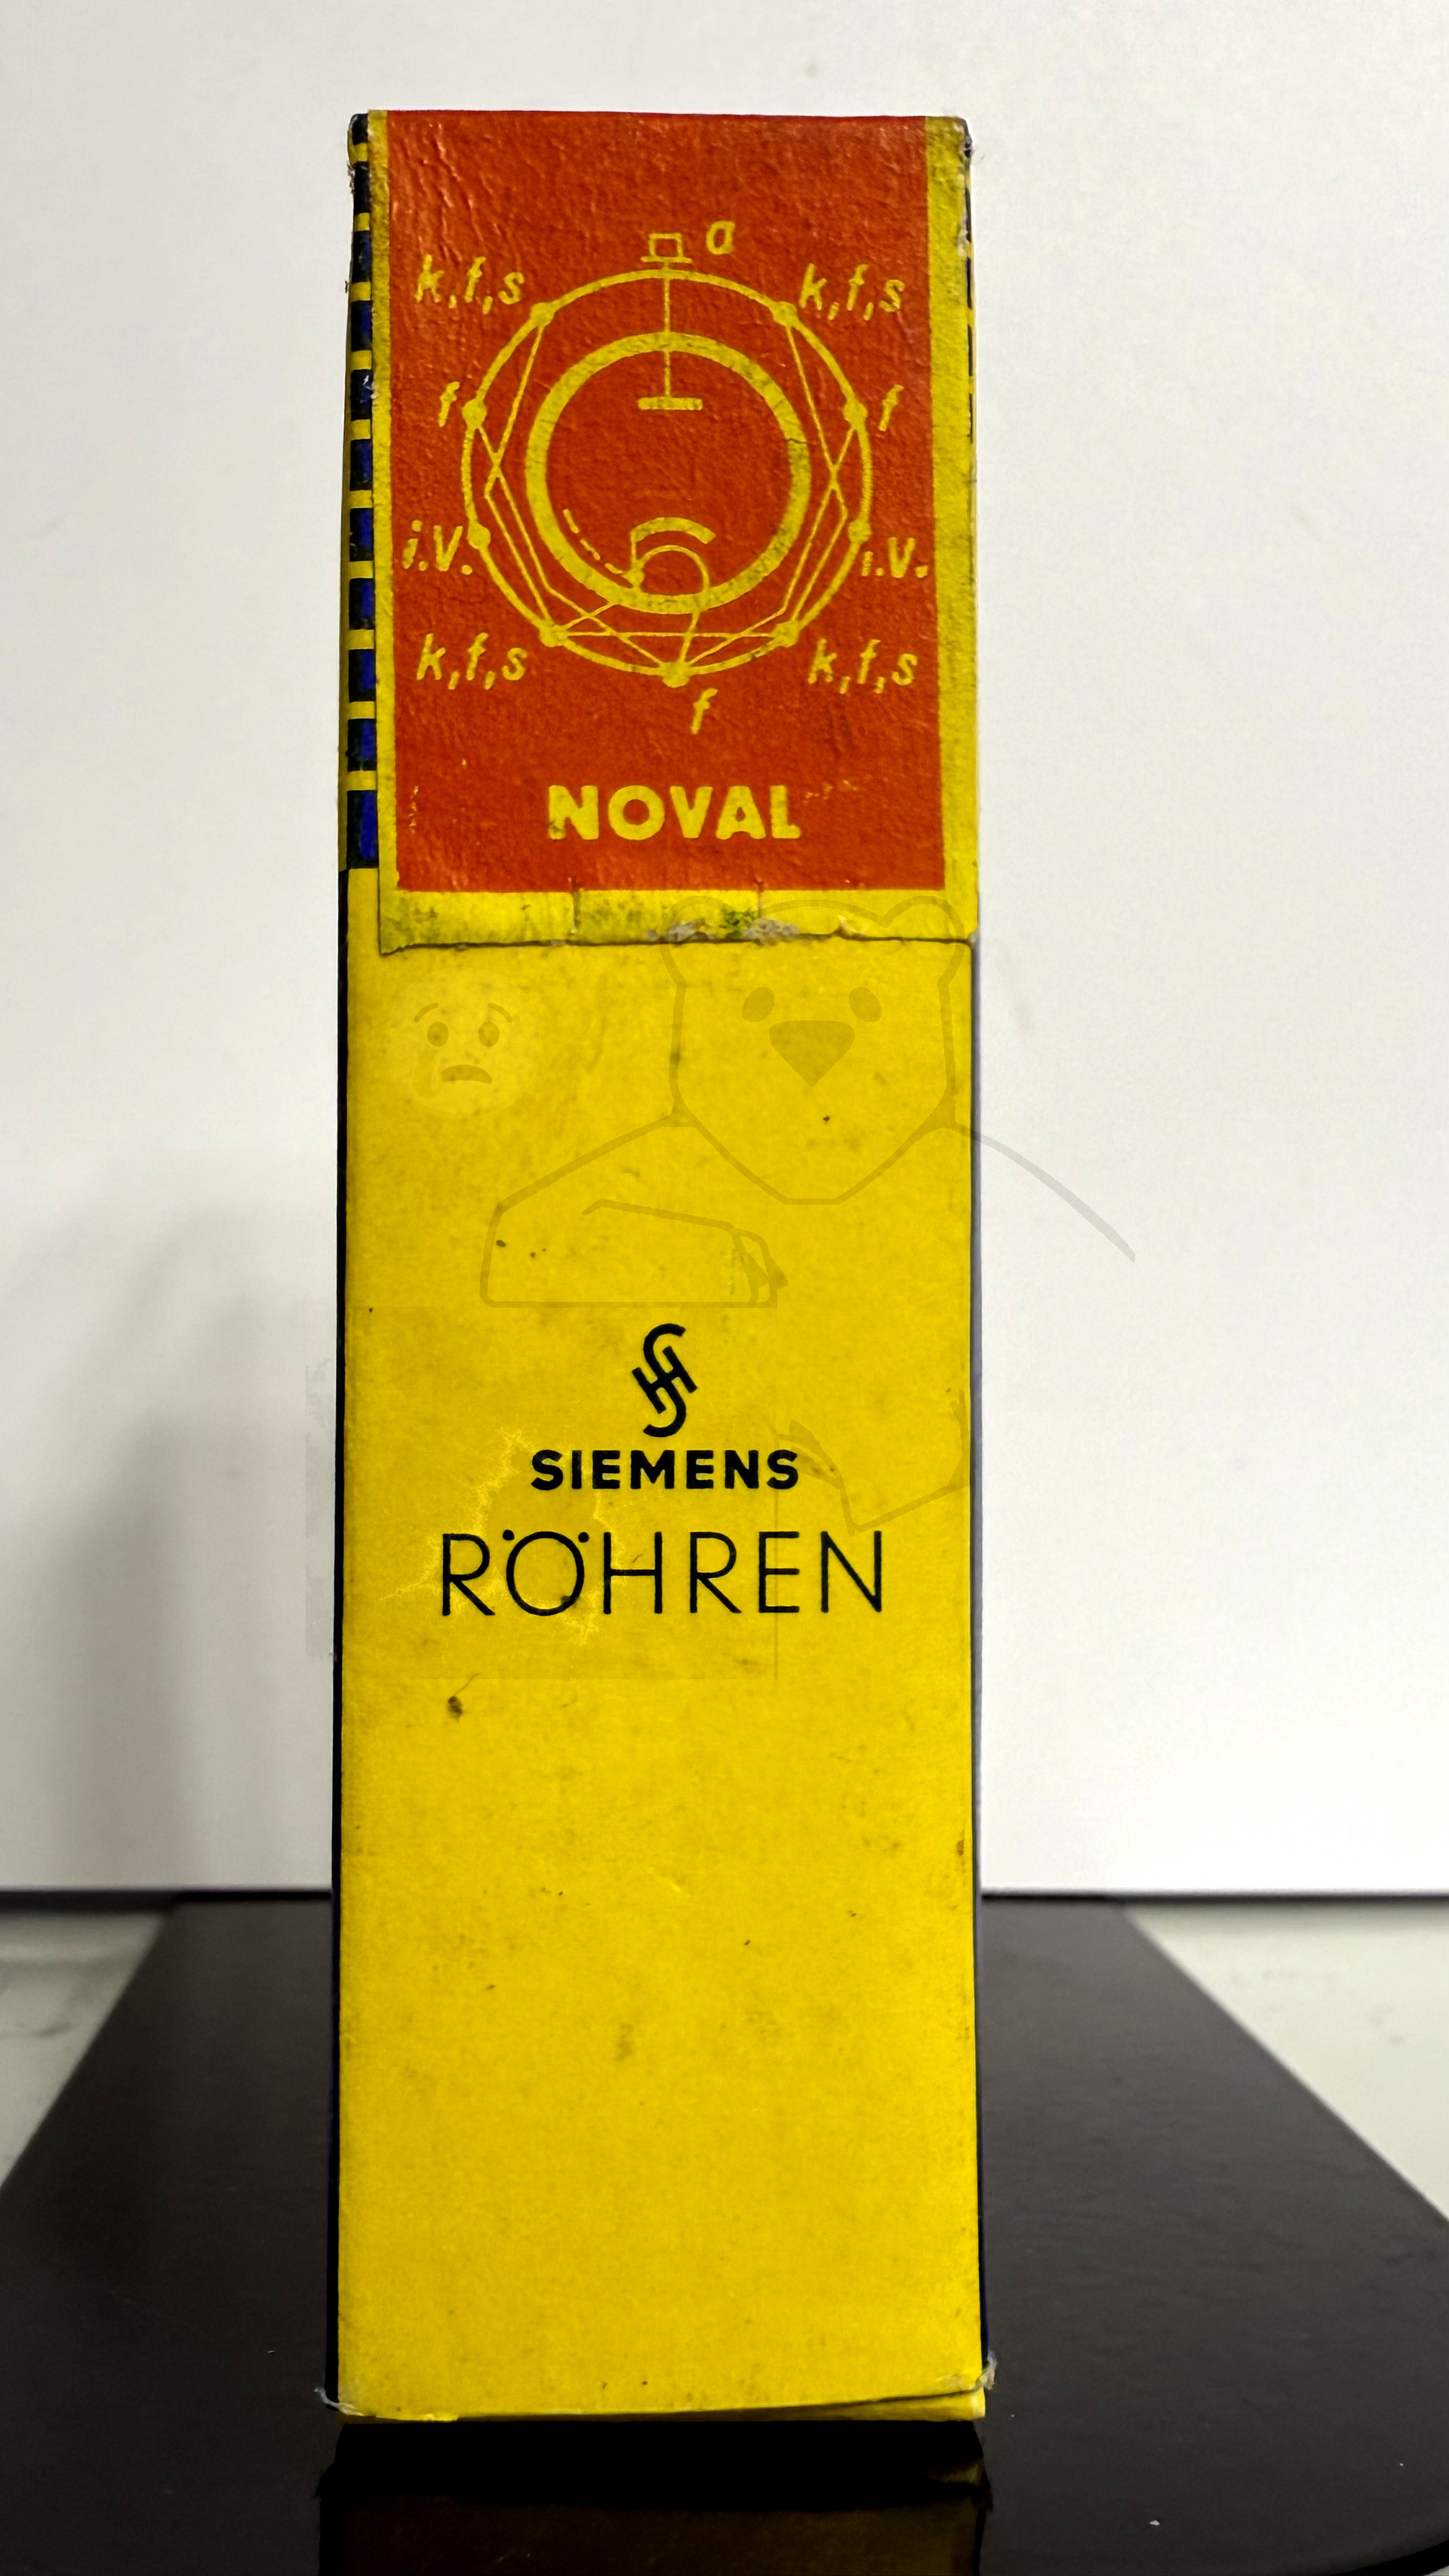 a
k,f,s k,f,s
f f
i.V. i.V.
k,f,s k,f,s
f
NOVAL
SIEMENS
RÖHREN